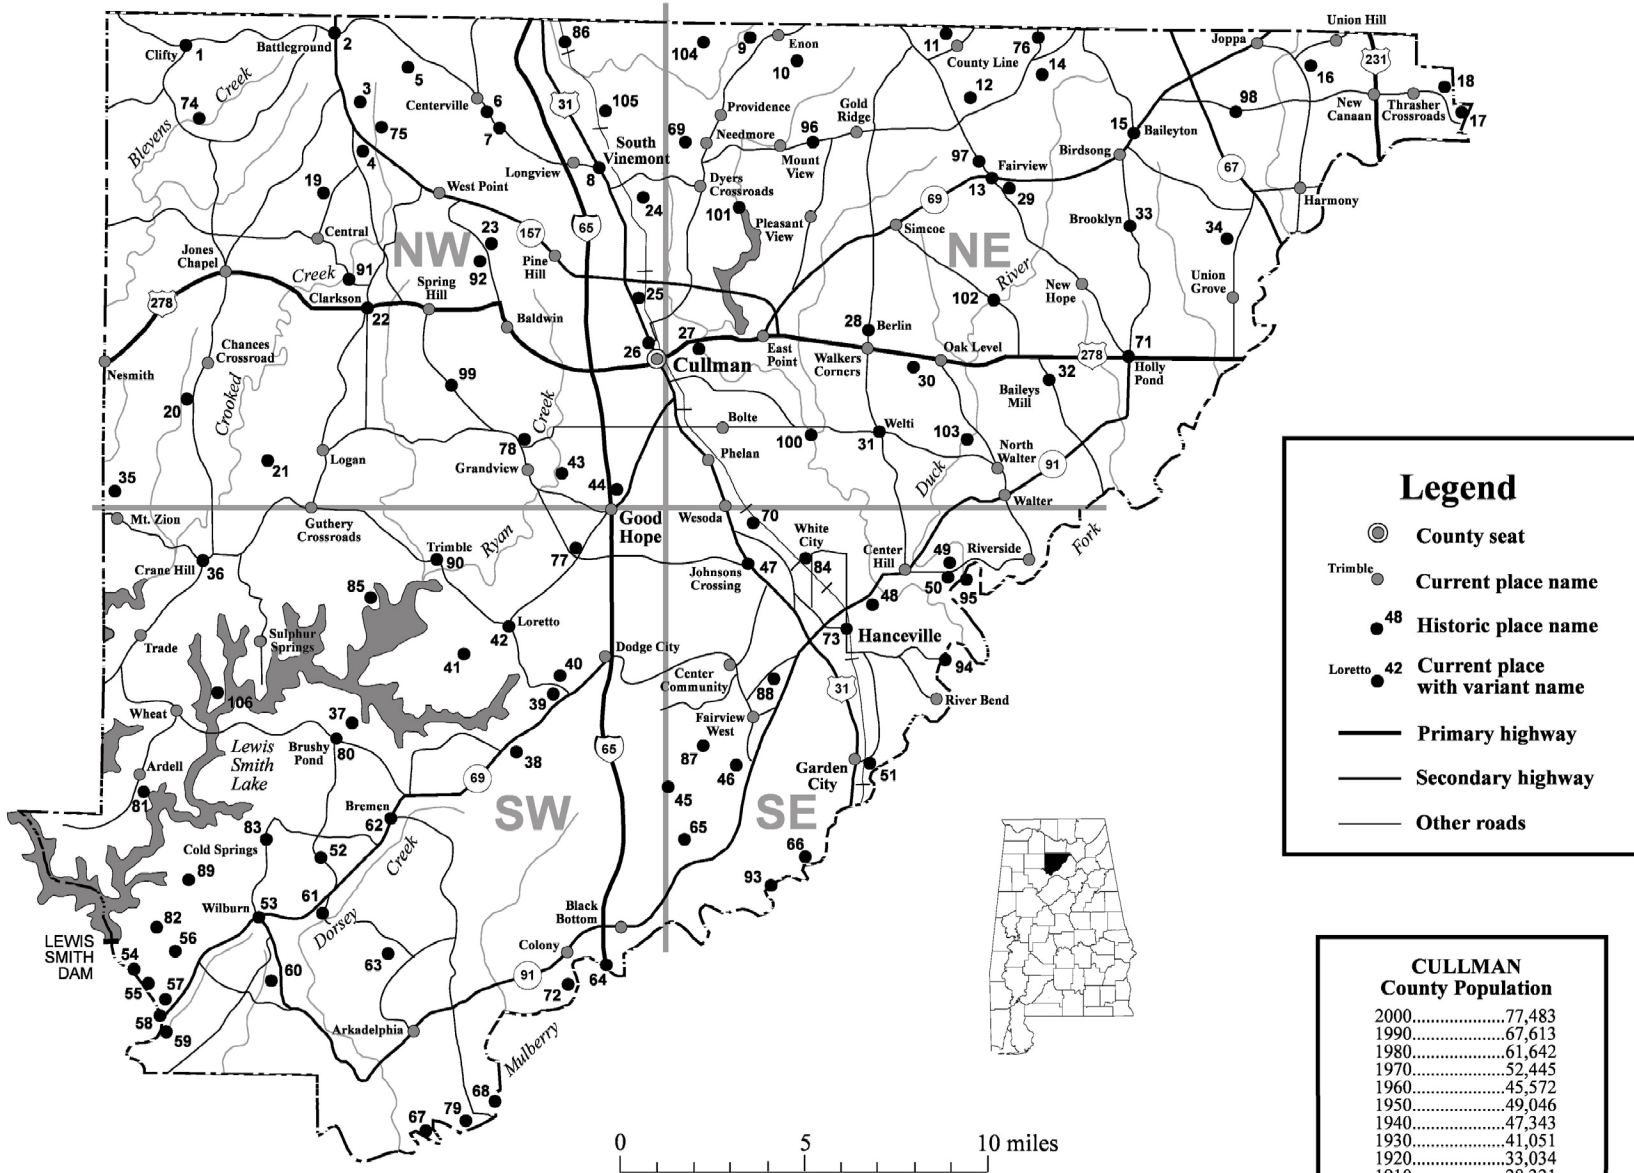 Clifty
1
Battleground
2
86
104
9
Enon
10
11
County Line
76
14
12
Joppa
Union Hill
231
16
18
17
New
Canaan
Thrasher
Crossroads
98
Blevens
Creek
74
3
5
75
4
Centerville
6
7
31
105
South
Vinemont
69
Providence
Needmore
96
Mount
View
Gold
Ridge
15
Baileyton
Birdsong
67
Harmony
Longview
8
Dyers
Crossroads
101
24
Pleasant
View
97
13
Fairview
29
69
Simcoe
Brooklyn
33
34
19
West Point
Central
23
92
157
Pine
Hill
65
NW
NE
Jones
Chapel
Creek
91
Clarkson
22
Spring
Hill
278
Baldwin
25
26
27
Cullman
East
Point
28
Berlin
Walkers
Corners
Oak Level
30
River
102
New
Hope
Union
Grove
278
71
Holly
Pond
32
Baileys
Mill
Nesmith
Chances
Crossroad
20
Crooked
99
Creek
78
Grandview
43
44
Bolte
Phelan
100
Welti
31
103
North
Walter
91
Duck
Walter
35
21
Logan
Mt. Zion
Guthery
Crossroads
Good
Hope
Wesoda
70
Ryan
Crane Hill
36
Trimble
90
85
77
Johnsons
Crossing
47
White
City
84
Center
Hill
49
50
95
Riverside
Fork
48
Trade
Sulphur
Springs
42
Loretto
41
40
39
Dodge City
73
Hanceville
94
River Bend
Center
Community
88
31
106
Wheat
37
Brushy
Pond
80
Lewis
Smith
Lake
38
69
65
Fairview
West
87
46
45
Garden
City
51
Ardell
81
Bremen
62
SW
SE
65
66
93
83
Cold Springs
52
Creek
89
Wilburn
53
61
Dorsey
82
56
LEWIS
SMITH
DAM
54
55
57
58
59
60
63
Black
Bottom
Colony
91
72
64
Arkadelphia
Mulberry
68
79
67
0 5 10 miles
Legend
County seat
Trimble
Current place name
48
Historic place name
Loretto 42
Current place
with variant name
Primary highway
Secondary highway
Other roads
CULLMAN
County Population
2000.....................77,483
1990.....................67,613
1980.....................61,642
1970.....................52,445
1960.....................45,572
1950.....................49,046
1940.....................47,343
1930.....................41,051
1920.....................33,034